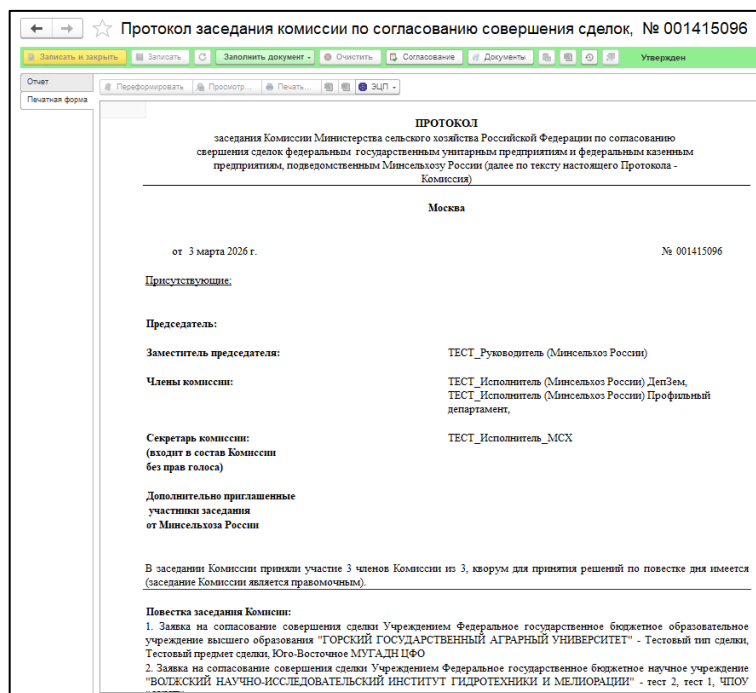 Протокол заседания комиссии по согласованию совершения сделок, № 001415096
Записать и закрыть Записать Заполнить документ Очистить Согласование Документы Утвержден
Отчет
Печатная форма
Переформировать Просмотр... Печать... ЭЦП
ПРОТОКОЛ
заседания Комиссии Министерства сельского хозяйства Российской Федерации по согласованию
свершения сделок федеральным государственным унитарным предприятиям и федеральным казенным
предприятиям, подведомственным Минсельхозу России (далее по тексту настоящего Протокола -
Комиссия)
Москва
от 3 марта 2026 г. № 001415096
Присутствующие:
Председатель:
Заместитель председателя: ТЕСТ_Руководитель (Минсельхоз России)
Члены комиссии: ТЕСТ_Исполнитель (Минсельхоз России) ДепЗем,
ТЕСТ_Исполнитель (Минсельхоз России) Профильный
департамент,
Секретарь комиссии: ТЕСТ_Исполнитель_МСХ
(входит в состав Комиссии
без прав голоса)
Дополнительно приглашенные
участники заседания
от Минсельхоза России
В заседании Комиссии приняли участие 3 членов Комиссии из 3, кворум для принятия решений по повестке дня имеется
(заседание Комиссии является правомочным).
Повестка заседания Комисии:
1. Заявка на согласование совершения сделки Учреждением Федеральное государственное бюджетное образовательное
учреждение высшего образования "ГОРСКИЙ ГОСУДАРСТВЕННЫЙ АГРАРНЫЙ УНИВЕРСИТЕТ" - Тестовый тип сделки,
Тестовый предмет сделки, Юго-Восточное МУГАДН ЦФО
2. Заявка на согласование совершения сделки Учреждением Федеральное государственное бюджетное научное учреждение
"ВОЛЖСКИЙ НАУЧНО-ИССЛЕДОВАТЕЛЬСКИЙ ИНСТИТУТ ГИДРОТЕХНИКИ И МЕЛИОРАЦИИ" - тест 2, тест 1, ЧПОУ